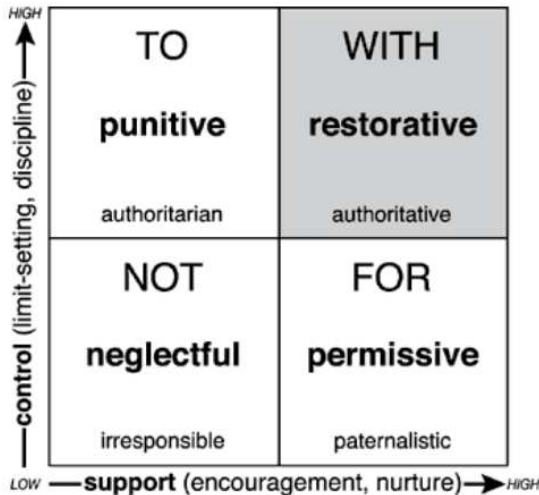 HIGH
control (limit-setting, discipline)
TO
punitive
authoritarian
WITH
restorative
authoritative
NOT
neglectful
irresponsible
FOR
permissive
paternalistic
LOW
support (encouragement, nurture)
HIGH